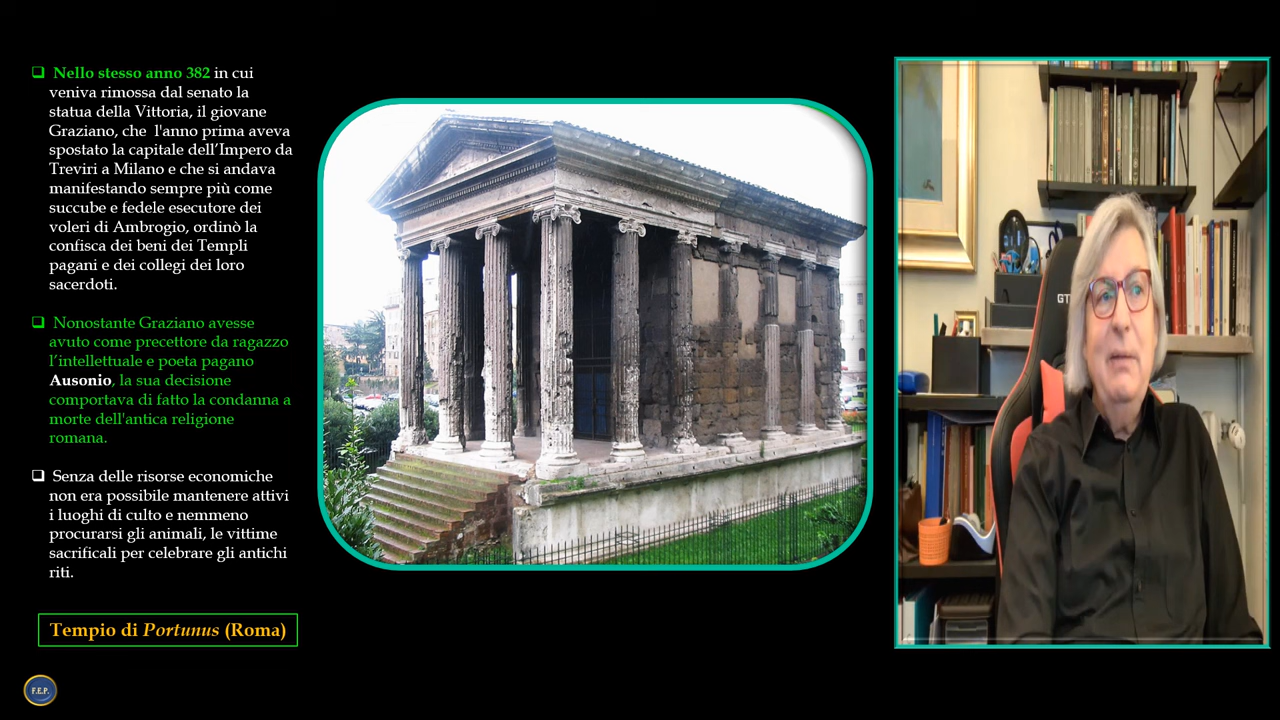 Nello stesso anno 382 in cui
veniva rimossa dal senato la
statua della Vittoria, il giovane
Graziano, che l'anno prima aveva
spostato la capitale dell’Impero da
Treviri a Milano e che si andava
manifestando sempre più come
succube e fedele esecutore dei
voleri di Ambrogio, ordinò la
confisca dei beni dei Templi
pagani e dei collegi dei loro
sacerdoti.
Nonostante Graziano avesse
avuto come precettore da ragazzo
l’intellettuale e poeta pagano
Ausonio, la sua decisione
comportava di fatto la condanna a
morte dell'antica religione
romana.
Senza delle risorse economiche
non era possibile mantenere attivi
i luoghi di culto e nemmeno
procurarsi gli animali, le vittime
sacrificali per celebrare gli antichi
riti.
Tempio di Portunus (Roma)
F.E.P.
GT